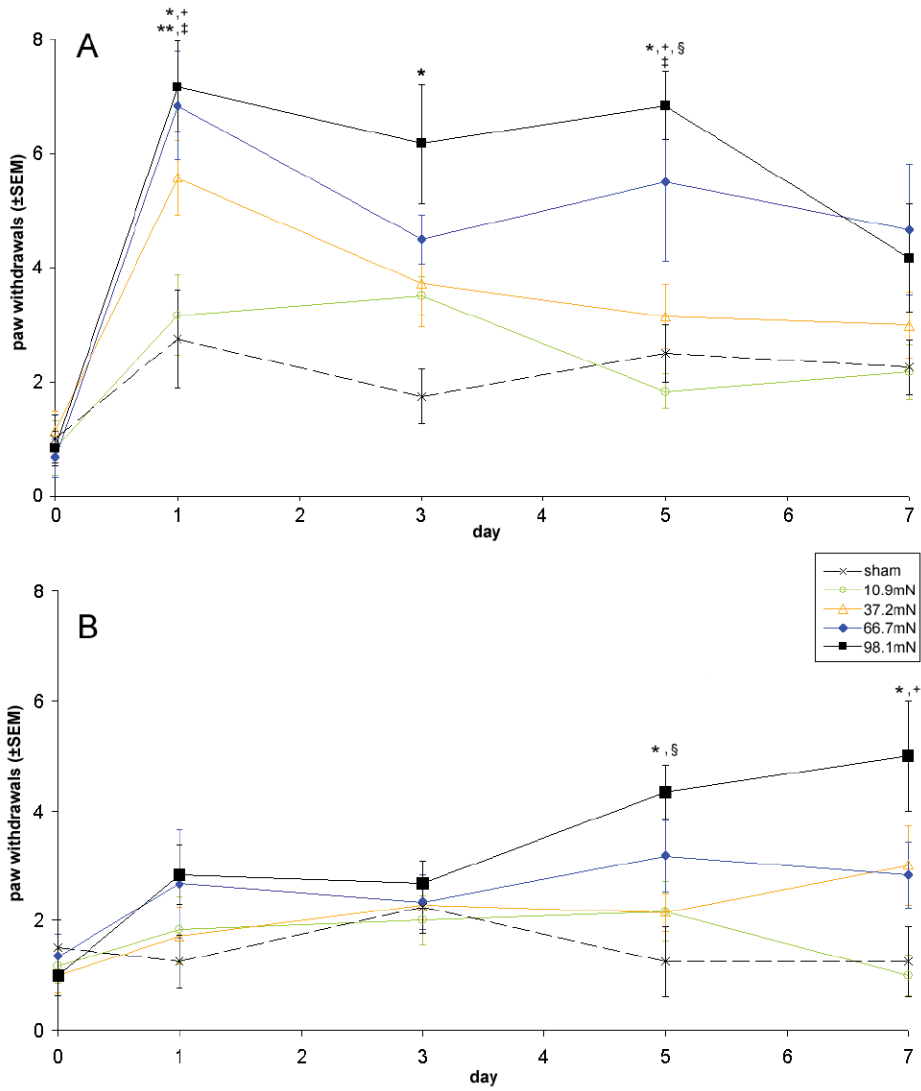 A
*,+
**,‡
*
*,+,§
‡
8
6
4
2
0
paw withdrawals (±SEM)
0 1 2 3 4 5 6 7
day
B
sham
10.9mN
37.2mN
66.7mN
98.1mN
*,§
*,+
8
6
4
2
0
paw withdrawals (±SEM)
0 1 2 3 4 5 6 7
day